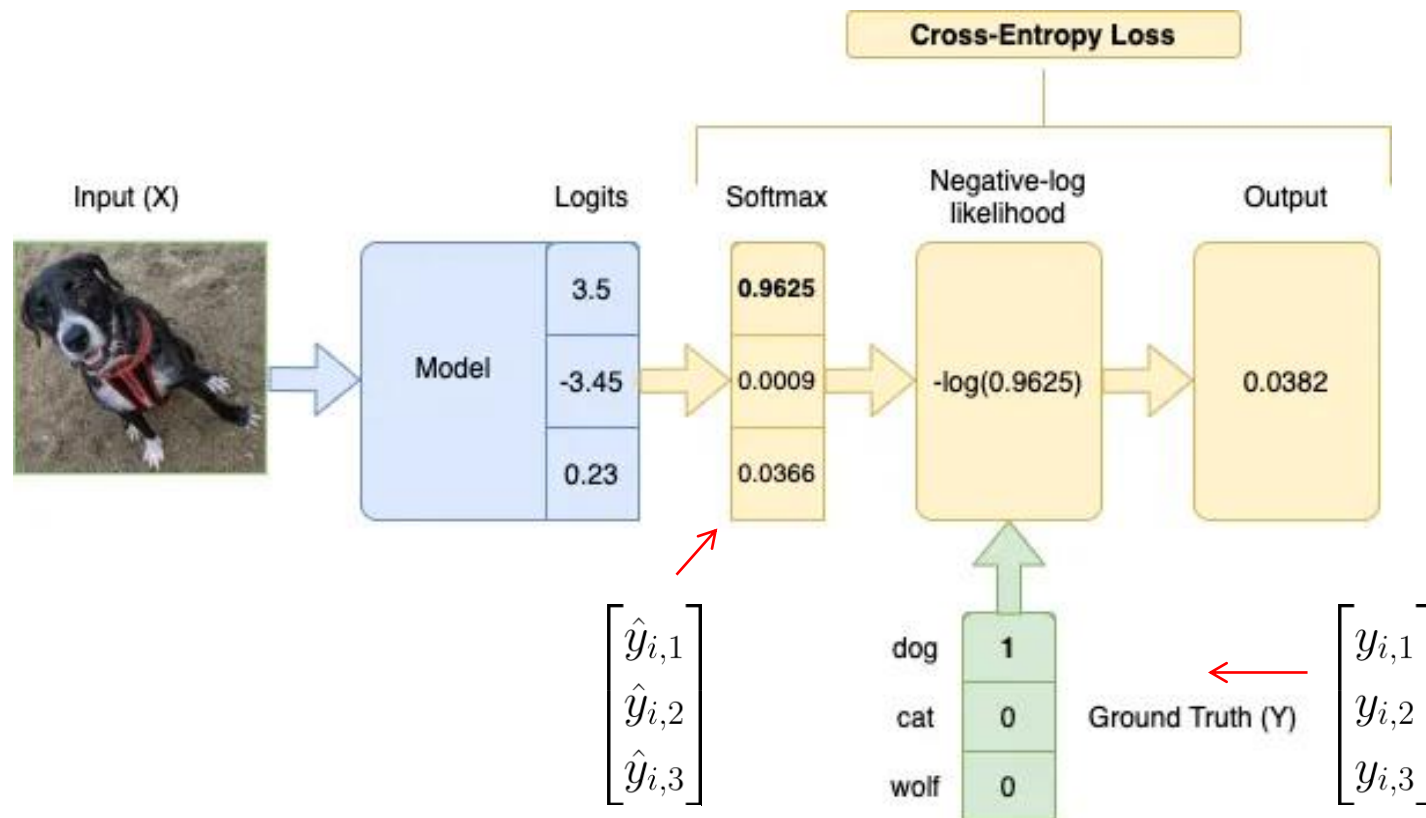 Cross-Entropy Loss
Input (X)
Logits
Softmax
Negative-log
likelihood
Output
Model
3.5
-3.45
0.23
0.9625
0.0009
0.0366
-log(0.9625)
0.0382
ŷi,1
ŷi,2
ŷi,3
dog 1
cat 0
wolf 0
Ground Truth (Y)
yi,1
yi,2
yi,3